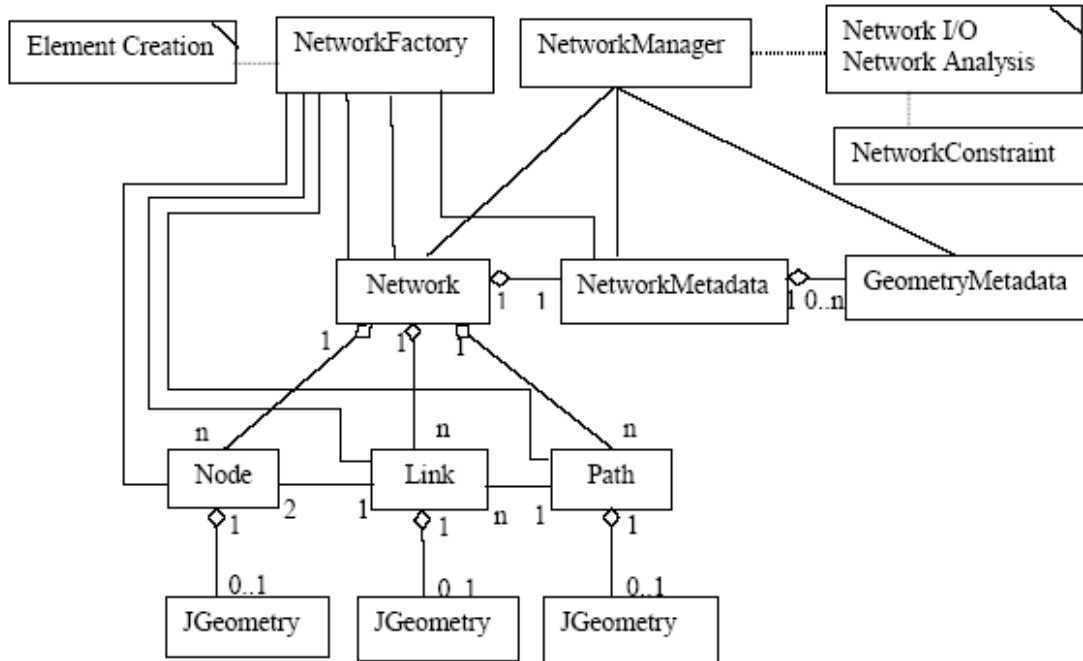 Element Creation
NetworkFactory
NetworkManager
Network I/O
Network Analysis
NetworkConstraint
Network
1
1
NetworkMetadata
1 0..n
GeometryMetadata
1
1
1
n
n
n
Node
2
1
Link
n
1
Path
1
1
1
0..1
0..1
0..1
JGeometry
JGeometry
JGeometry